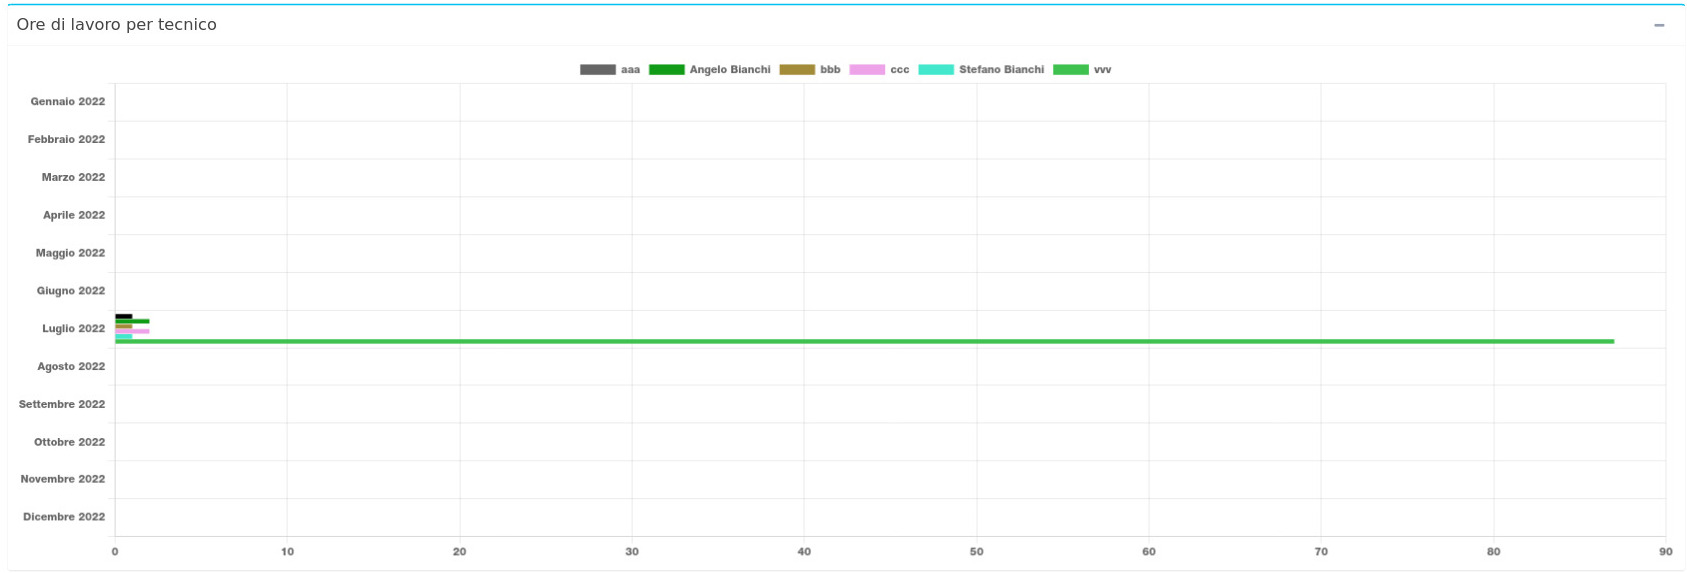 Ore di lavoro per tecnico
aaa Angelo Bianchi bbb ccc Stefano Bianchi vvv
Gennaio 2022
Febbraio 2022
Marzo 2022
Aprile 2022
Maggio 2022
Giugno 2022
Luglio 2022
Agosto 2022
Settembre 2022
Ottobre 2022
Novembre 2022
Dicembre 2022
0 10 20 30 40 50 60 70 80 90